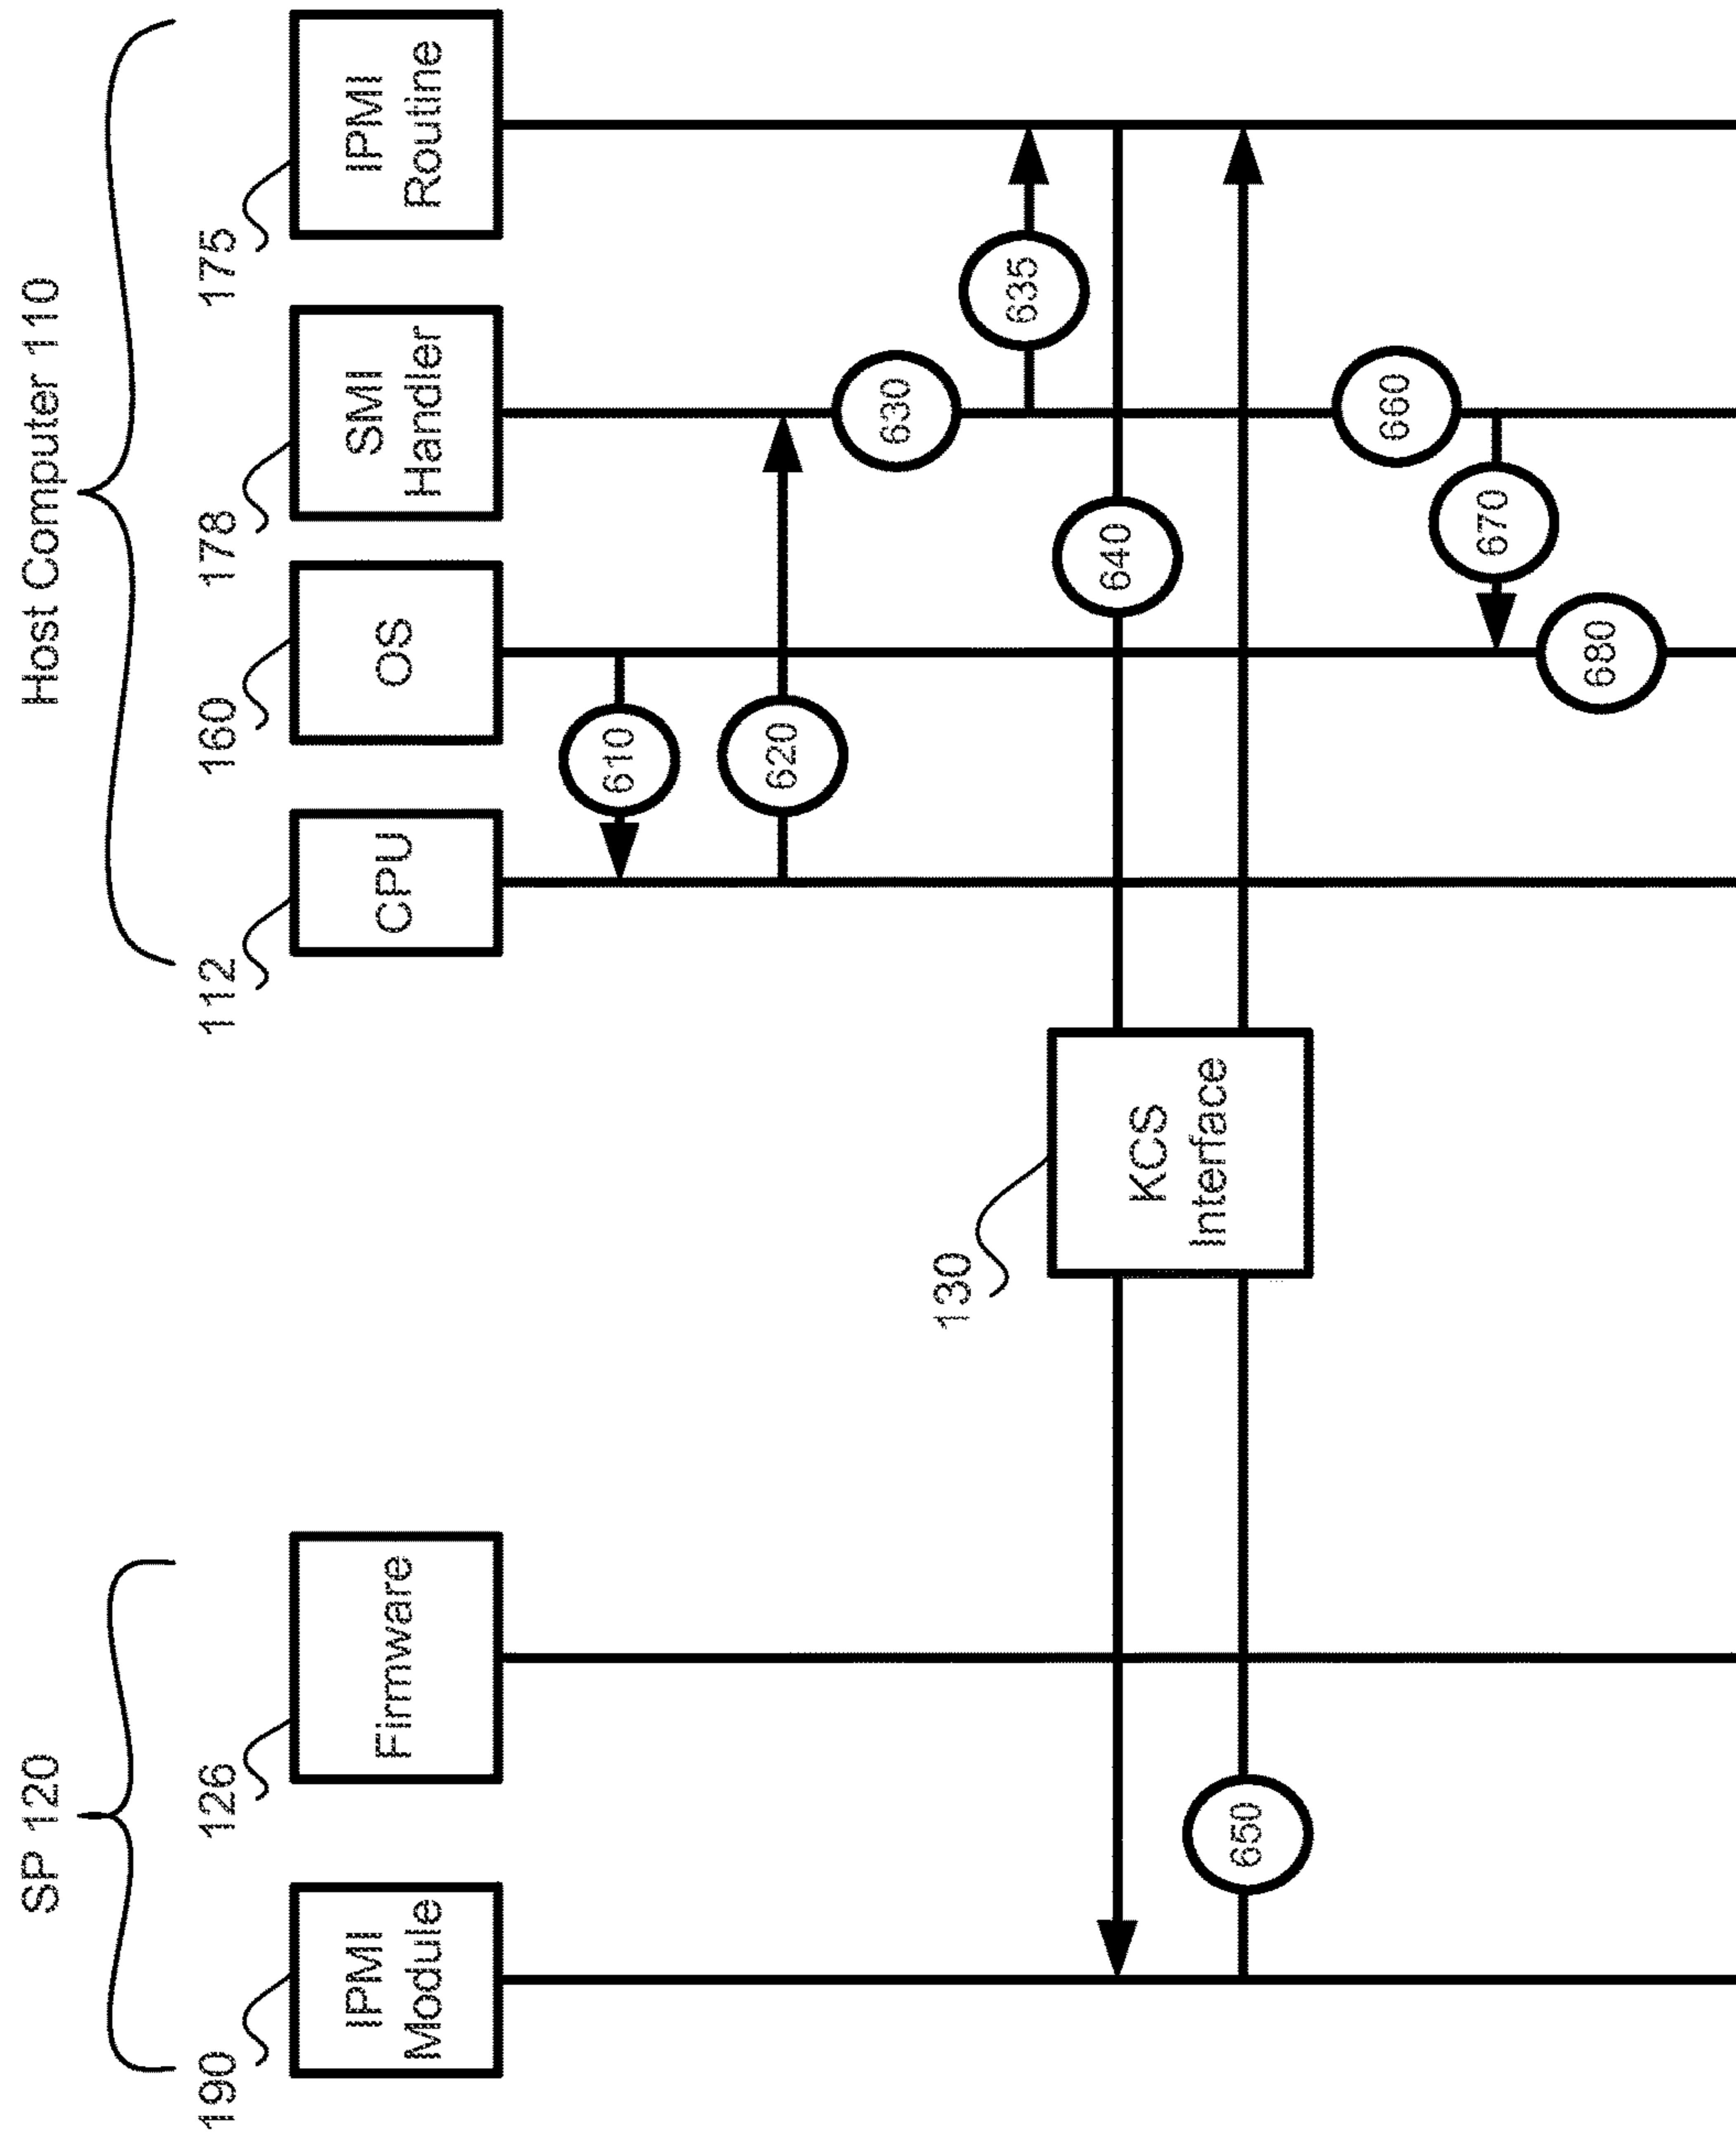 SP 120
Host Computer 110
190
126
112
160
178
175
IPMI
Module
Firmware
CPU
OS
SMI
Handler
IPMI
Routine
610
620
630
130
635
KCS
Interface
640
650
660
670
680